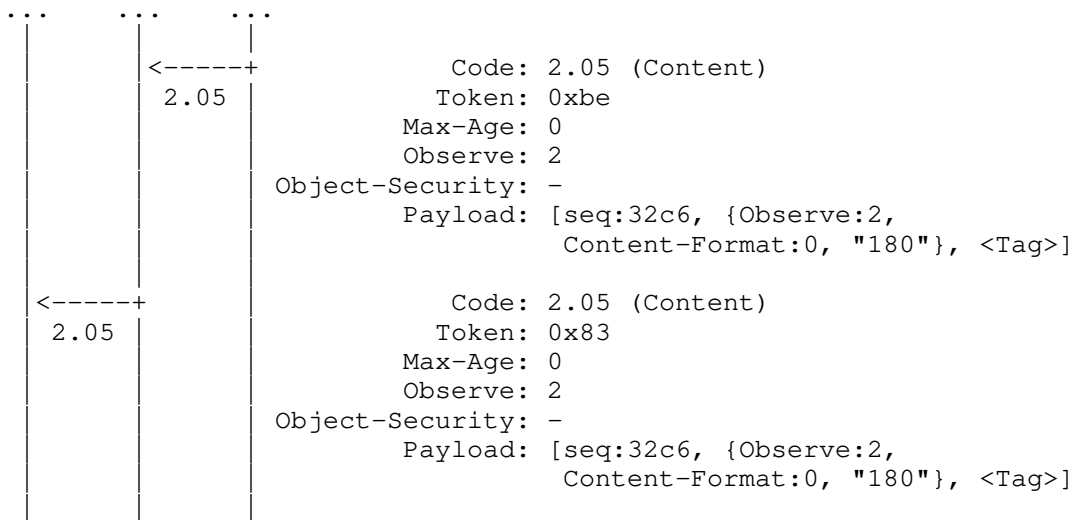 ... ... ...
Code: 2.05 (Content)
2.05 Token: 0xbe
Max-Age: 0
Observe: 2
Object-Security: -
Payload: [seq:32c6, {Observe:2,
Content-Format:0, "180"}, <Tag>]
Code: 2.05 (Content)
2.05 Token: 0x83
Max-Age: 0
Observe: 2
Object-Security: -
Payload: [seq:32c6, {Observe:2,
Content-Format:0, "180"}, <Tag>]